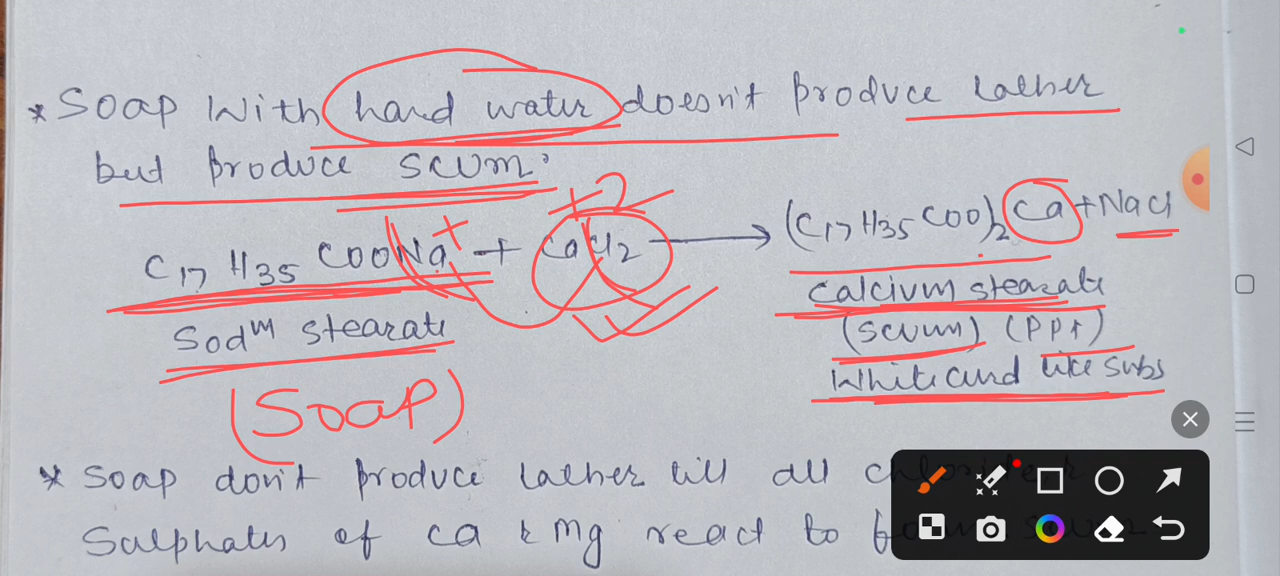 * Soap With hand water doesn't produce lather
but produce scum.
+2
C17 H35 COONa+ + CaCl2 → (C17 H35 COO)2 Ca + NaCl
Sodm stearate
Calcium stearate
(scum) (PPt)
White curd like subs
(Soap)
* Soap don't produce lather till all
Sulphates of ca & mg react to